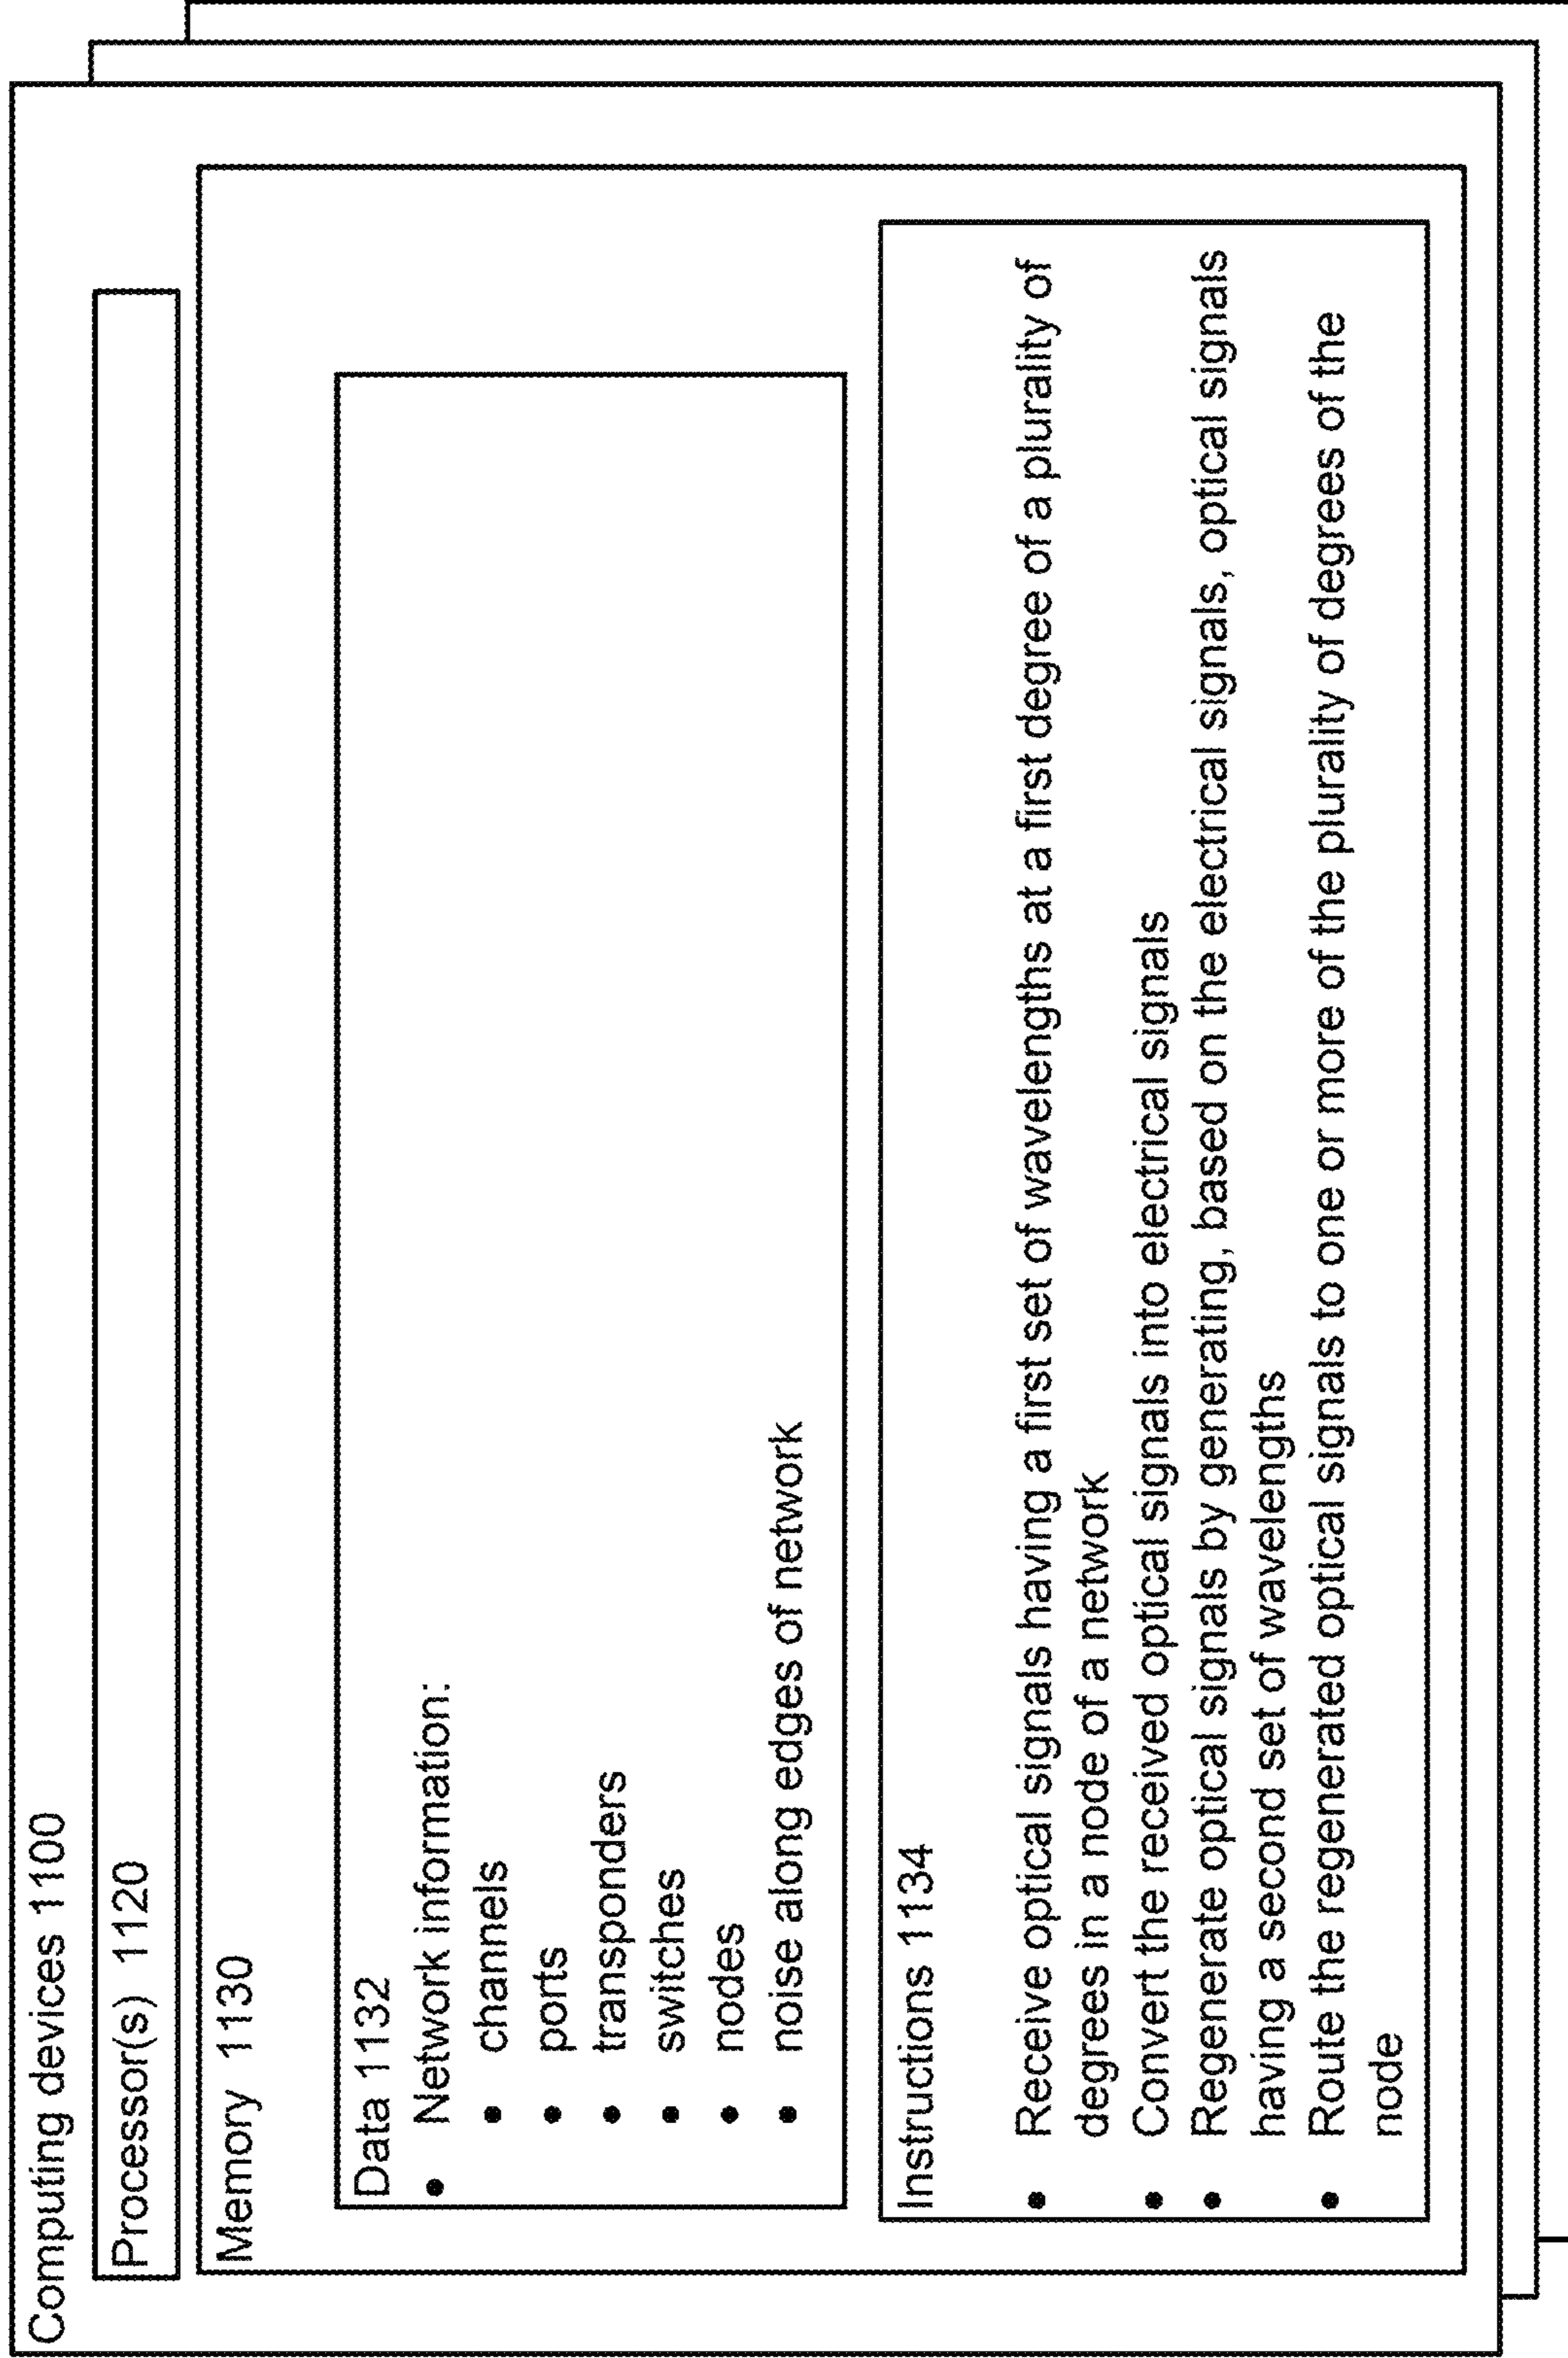 Computing devices 1100
Processor(s) 1120
Memory 1130
Data 1132
• Network information:
• channels
• ports
• transponders
• switches
• nodes
• noise along edges of network
Instructions 1134
• Receive optical signals having a first set of wavelengths at a first degree of a plurality of
degrees in a node of a network
• Convert the received optical signals into electrical signals
• Regenerate optical signals by generating, based on the electrical signals, optical signals
having a second set of wavelengths
• Route the regenerated optical signals to one or more of the plurality of degrees of the
node